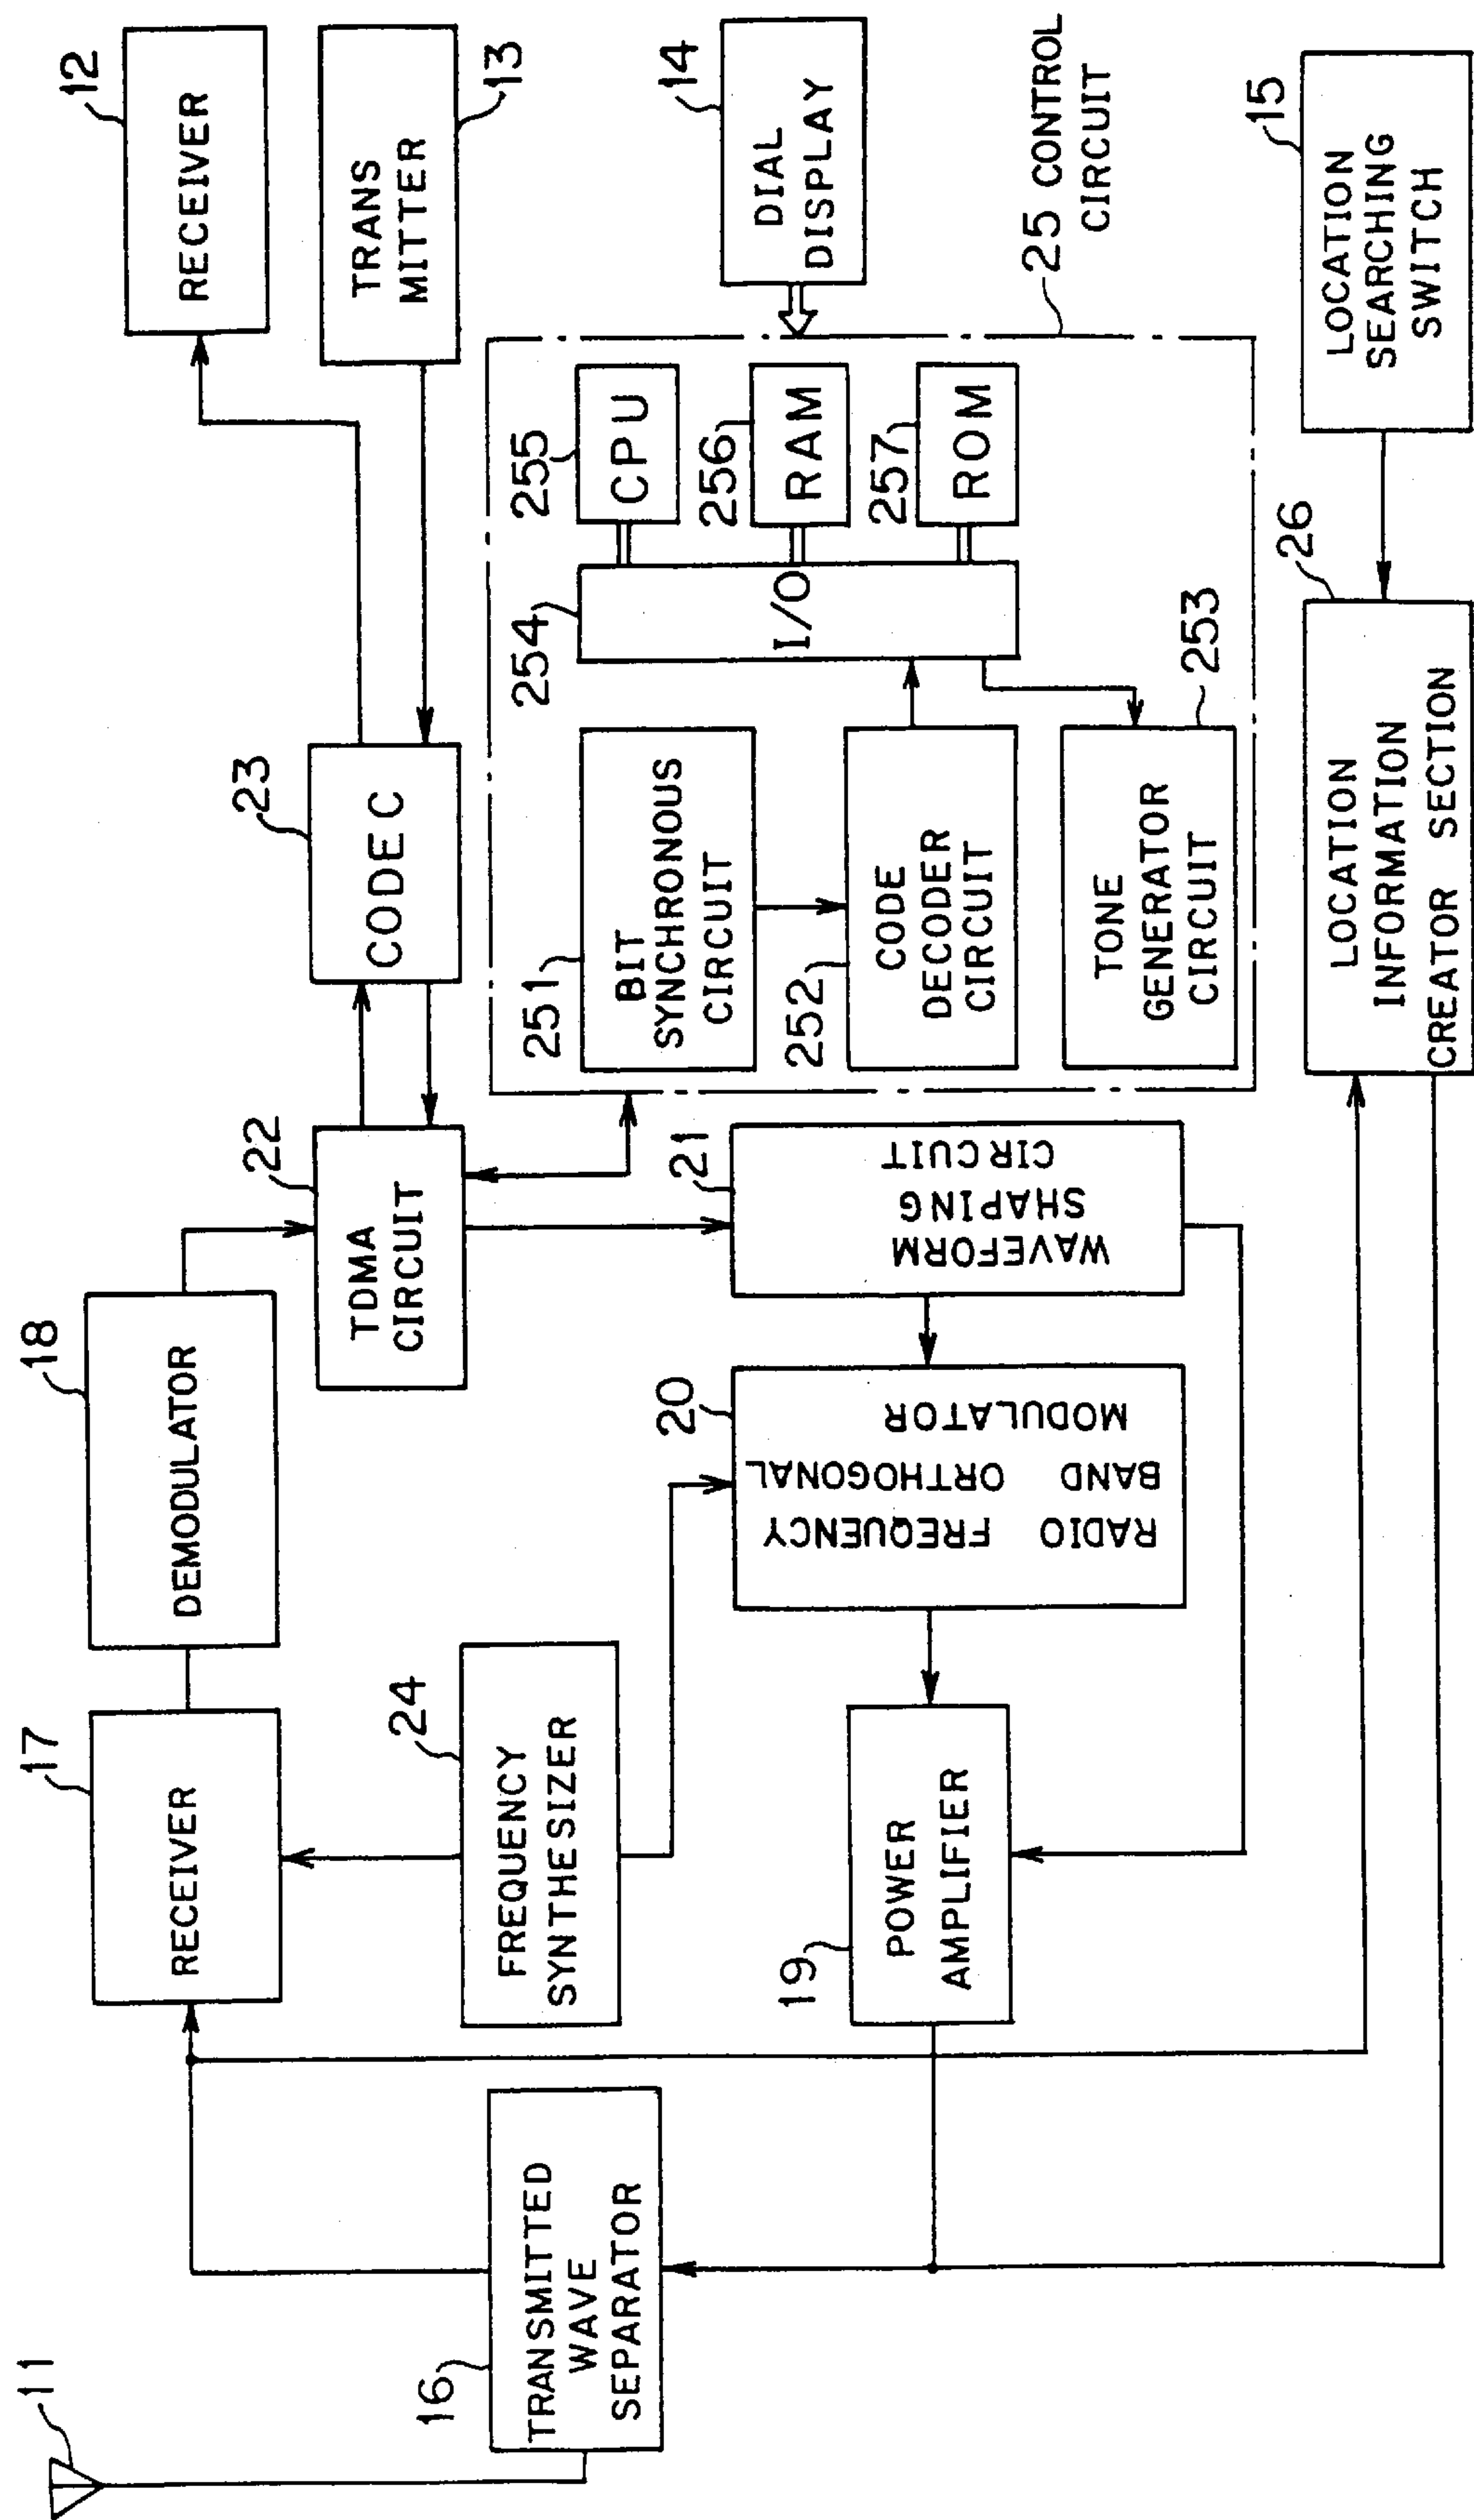 11
16
TRANSMITTED
WAVE
SEPARATOR
17
RECEIVER
18
DEMODULATOR
24
FREQUENCY
SYNTHESIZER
19
POWER
AMPLIFIER
20
RADIO FREQUENCY
BAND ORTHOGONAL
MODULATOR
21
WAVEFORM
SHAPING
CIRCUIT
22
TDMA
CIRCUIT
23
CODE C
12
RECEIVER
TRANS
MITTER
13
14
DIAL
DISPLAY
25 CONTROL
CIRCUIT
251
BIT
SYNCHRONOUS
CIRCUIT
252
CODE
DECODER
CIRCUIT
253
TONE
GENERATOR
CIRCUIT
254
I/O
255
CPU
256
RAM
257
ROM
15
LOCATION
SEARCHING
SWITCH
26
LOCATION
INFORMATION
CREATOR SECTION